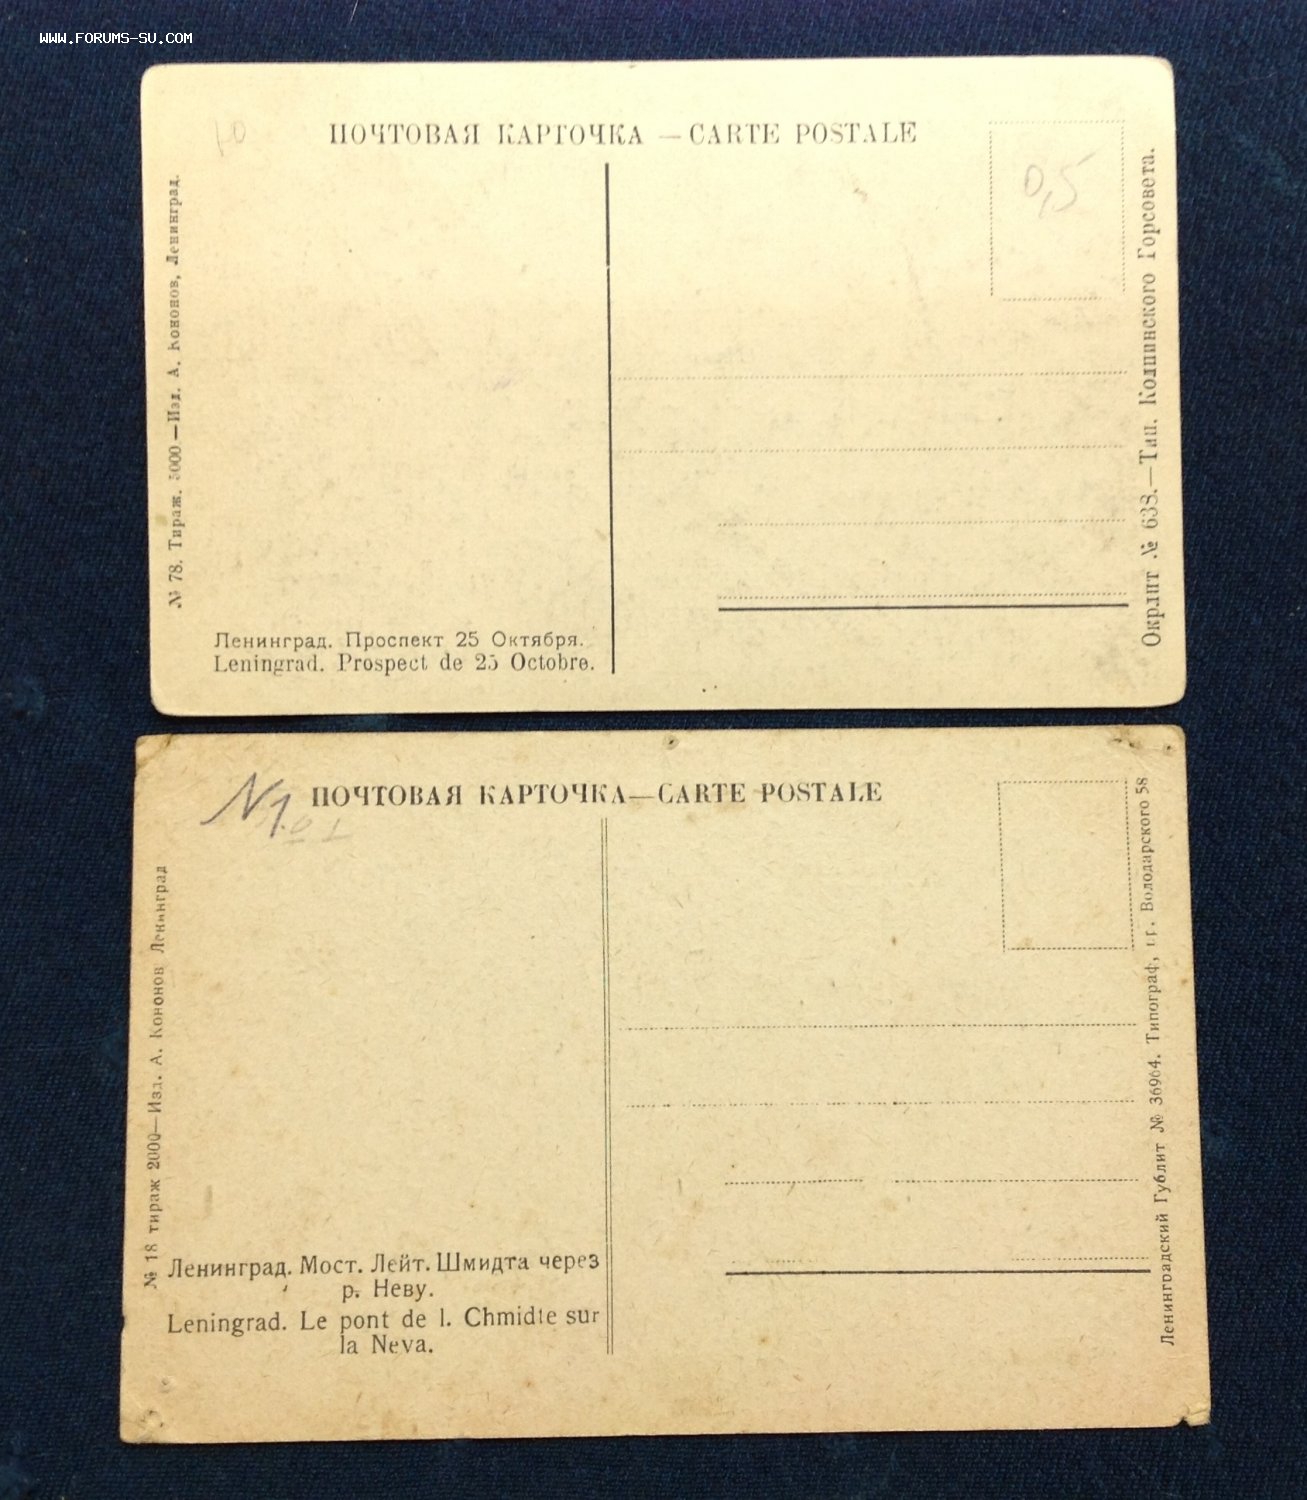 WWW.FORUMS-SU.COM
10
ПОЧТОВАЯ КАРТОЧКА — CARTE POSTALE
0,5
№ 78. Тираж. 5000 — Изд. А. Кононов, Ленинград.
Ленинград. Проспект 25 Октября.
Leningrad. Prospect de 25 Octobre.
Окрлит № 638. — Тип. Колпинского Горсовета.
N1.
ПОЧТОВАЯ КАРТОЧКА — CARTE POSTALE
№ 18 тираж 2000 — Изд. А. Кононов Ленинград
Ленинград. Мост. Лейт. Шмидта через
р. Неву.
Leningrad. Le pont de l. Chmidte sur
la Neva.
Ленинградский Гублит № 36964. Типограф, пр. Володарского 58